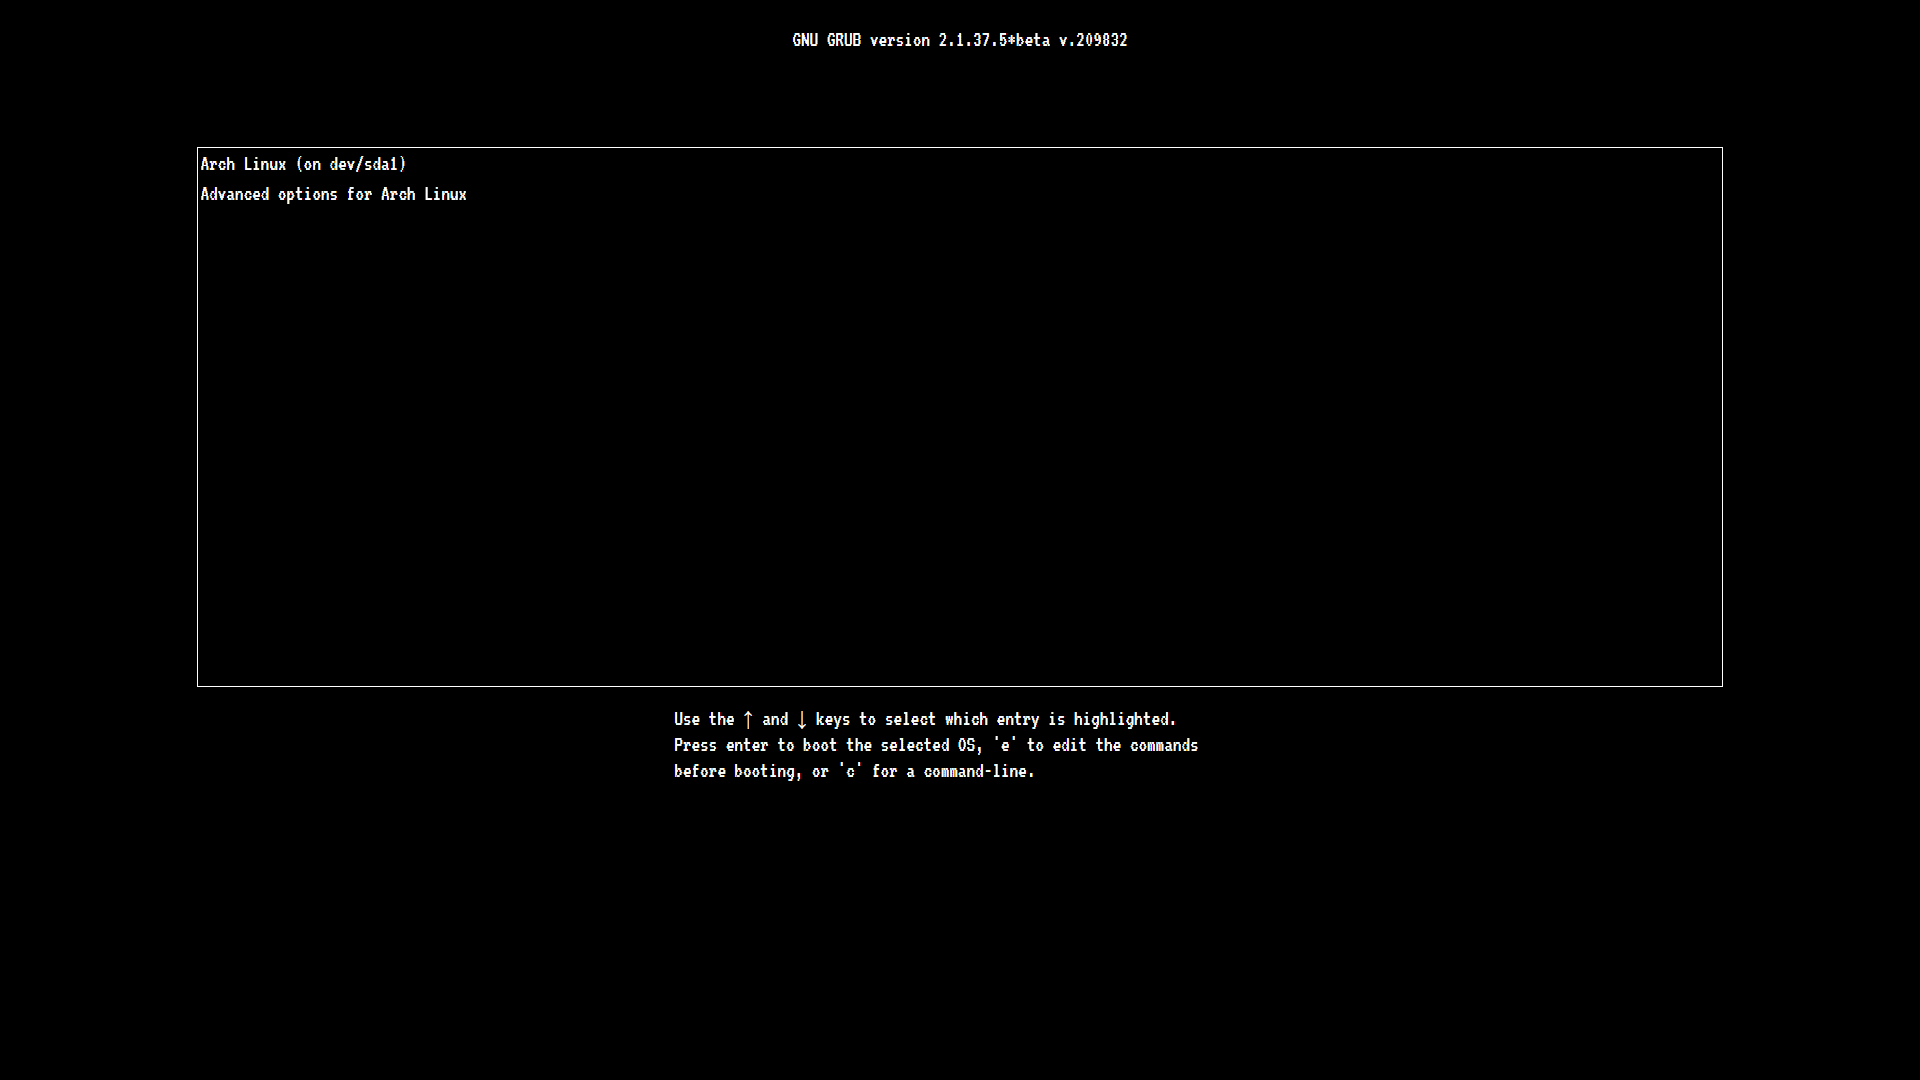 GNU GRUB version 2.1.37.5*beta v.209832
Arch Linux (on dev/sda1)
Advanced options for Arch Linux
Use the ↑ and ↓ keys to select which entry is highlighted.
Press enter to boot the selected OS, 'e' to edit the commands
before booting, or 'c' for a command-line.